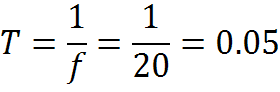 T = 1/f = 1/20 = 0.05